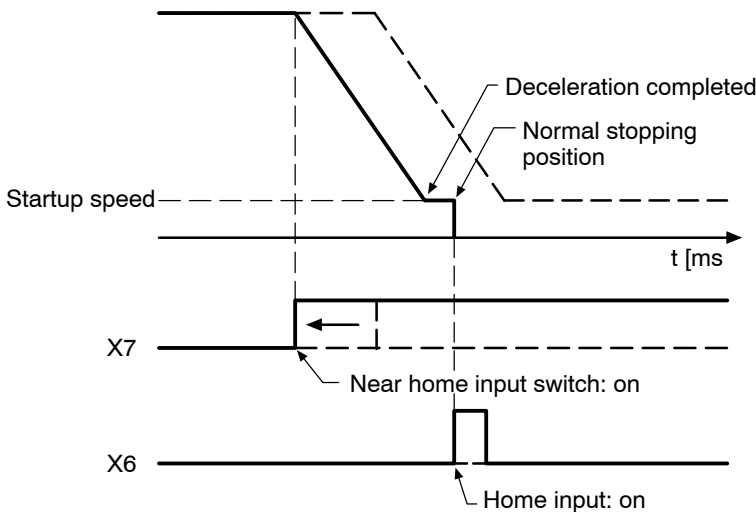 Deceleration completed
Normal stopping
position
Startup speed
t [ms
X7
Near home input switch: on
X6
Home input: on